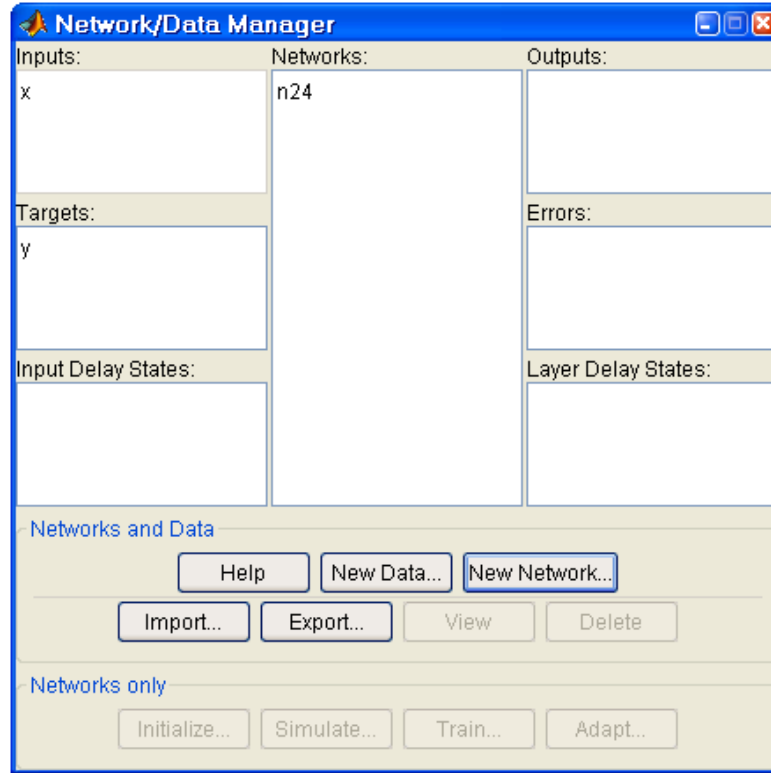 Network/Data Manager
Inputs:
Networks:
Outputs:
x
n24
Targets:
Errors:
y
Input Delay States:
Layer Delay States:
Networks and Data
Help
New Data...
New Network...
Import...
Export...
View
Delete
Networks only
Initialize...
Simulate...
Train...
Adapt...